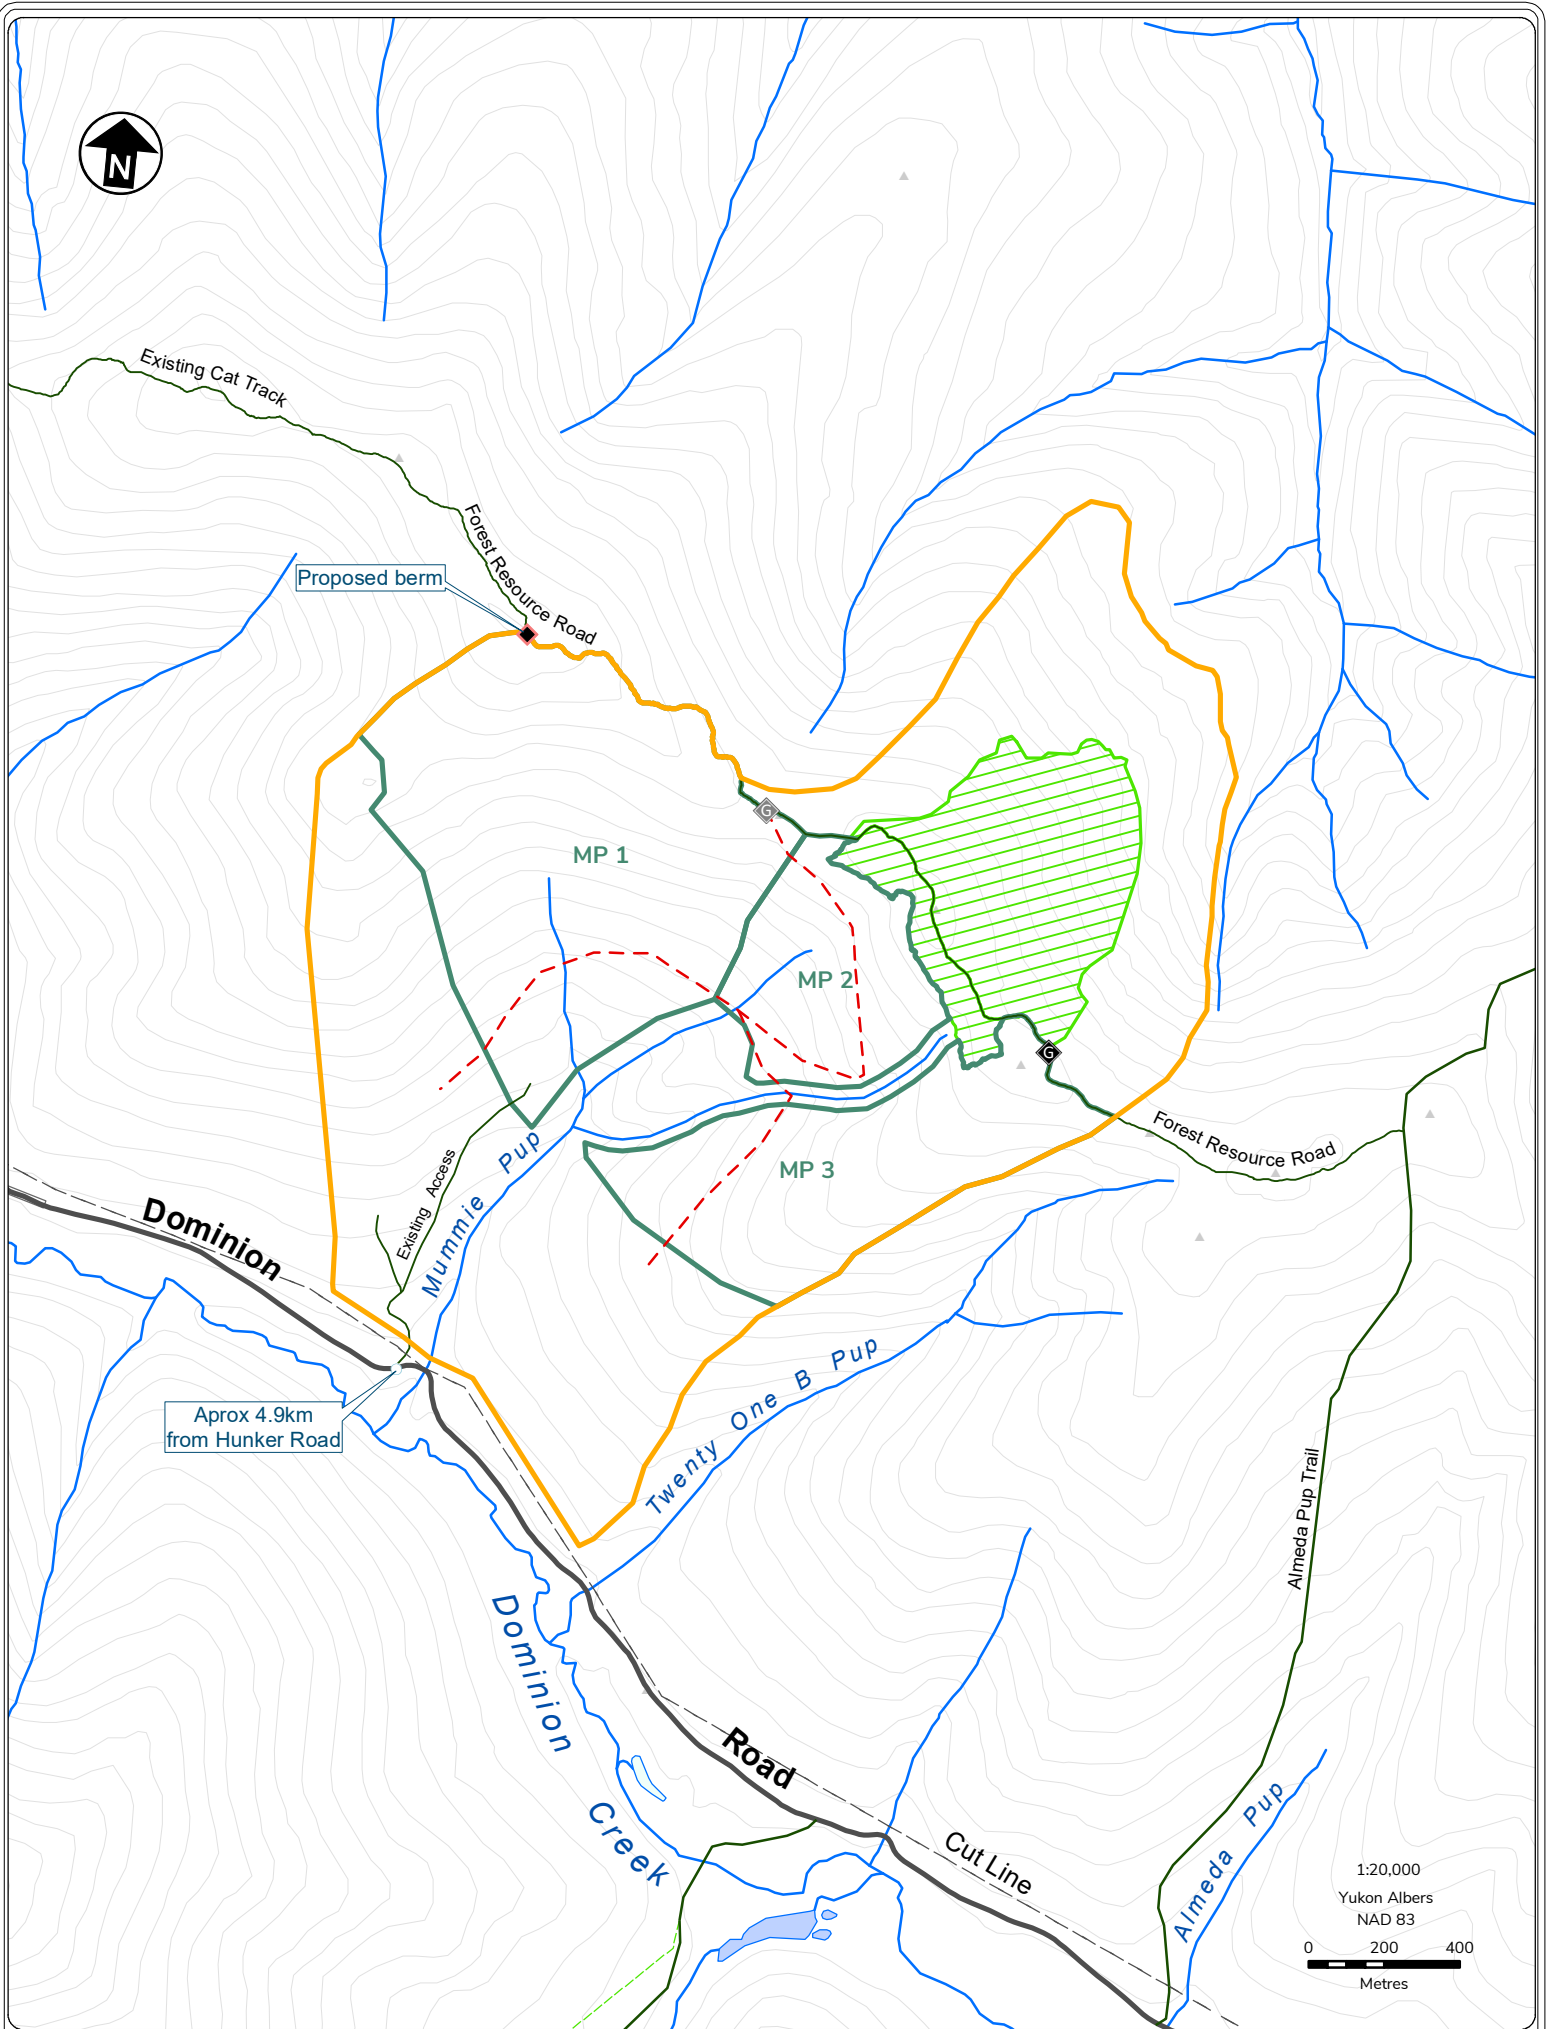 N
Existing Cat Track
Forest Resource Road
Proposed berm
G
MP 1
MP 2
G
MP 3
Forest Resource Road
Existing Access
Mummie Pup
Dominion
Aprox 4.9km
from Hunker Road
Twenty One B Pup
Almeda Pup Trail
Dominion Creek
Road
Cut Line
Almeda Pup
1:20,000
Yukon Albers
NAD 83
0 200 400
Metres